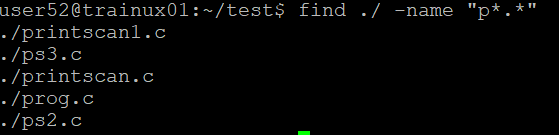 user52@trainux01:~/test$ find ./ -name "p*.*"
./printscan1.c
./ps3.c
./printscan.c
./prog.c
./ps2.c